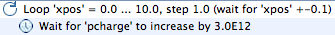 Loop 'xpos' = 0.0 ... 10.0, step 1.0 (wait for 'xpos' +-0.1)
Wait for 'pcharge' to increase by 3.0E12